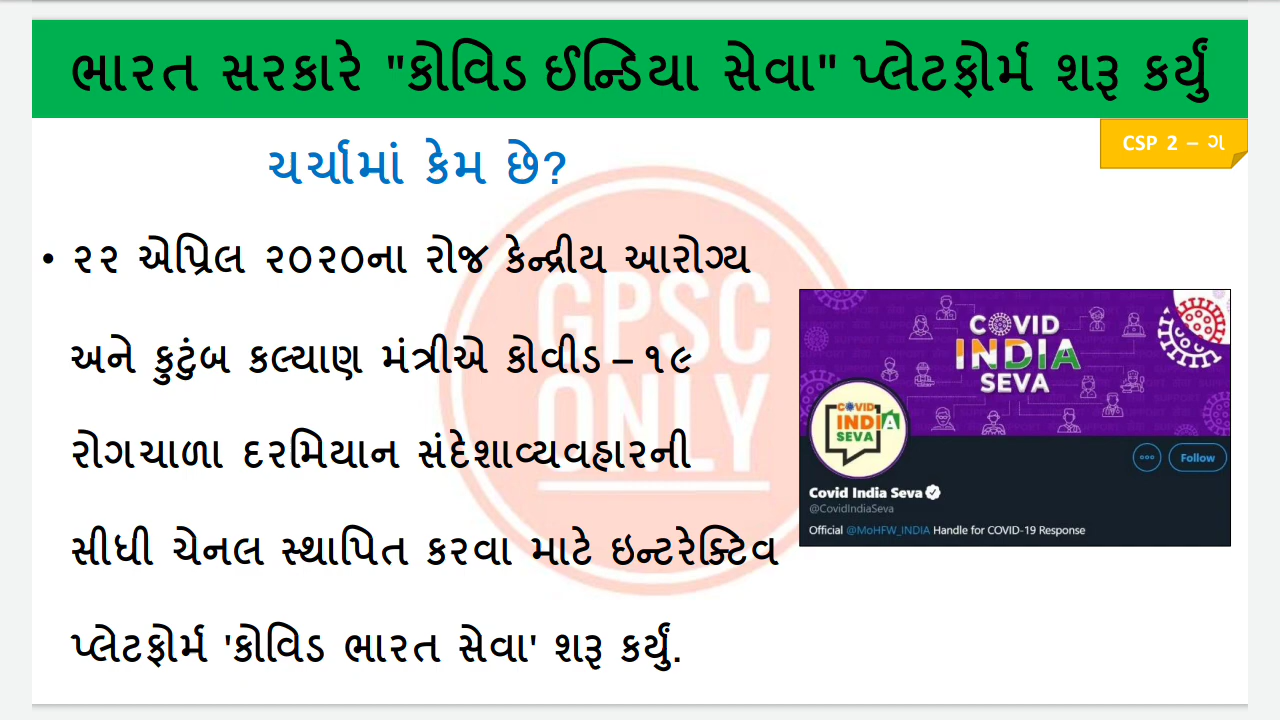 ભારત સરકારે "કોવિડ ઈન્ડિયા સેવા" પ્લેટફોર્મ શરૂ કર્યું
CSP 2 – ગ
ચર્ચામાં કેમ છે?
• ૨૨ એપ્રિલ ૨૦૨૦ના રોજ કેન્દ્રીય આરોગ્ય
અને કુટુંબ કલ્યાણ મંત્રીએ કોવીડ – ૧૯
રોગચાળા દરમિયાન સંદેશાવ્યવહારની
સીધી ચેનલ સ્થાપિત કરવા માટે ઇન્ટરેક્ટિવ
પ્લેટફોર્મ 'કોવિડ ભારત સેવા' શરૂ કર્યું.
GPSC
ONLY
COVID
INDIA
SEVA
COVID
INDIA
SEVA
Follow
Covid India Seva
@CovidIndiaSeva
Official @MoHFW_INDIA Handle for COVID-19 Response